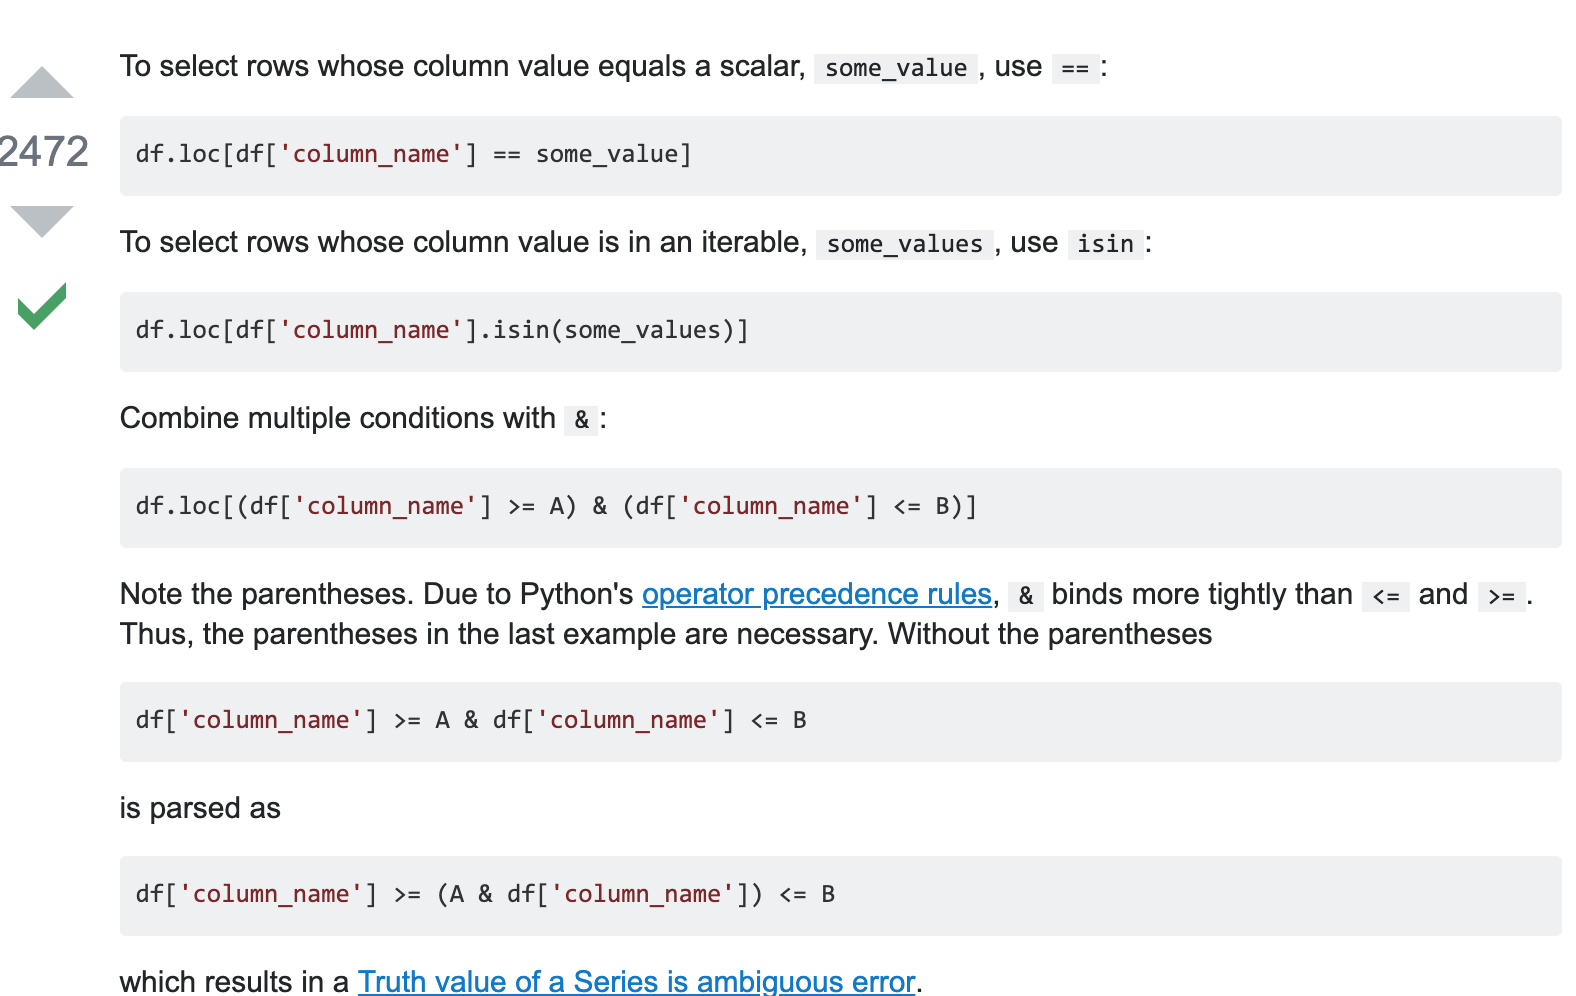 To select rows whose column value equals a scalar, some_value, use ==:
2472
df.loc[df['column_name'] == some_value]
To select rows whose column value is in an iterable, some_values, use isin:
df.loc[df['column_name'].isin(some_values)]
Combine multiple conditions with &:
df.loc[(df['column_name'] >= A) & (df['column_name'] <= B)]
Note the parentheses. Due to Python's operator precedence rules, & binds more tightly than <= and >=.
Thus, the parentheses in the last example are necessary. Without the parentheses
df['column_name'] >= A & df['column_name'] <= B
is parsed as
df['column_name'] >= (A & df['column_name']) <= B
which results in a Truth value of a Series is ambiguous error.